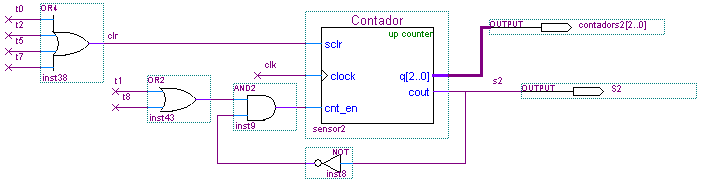 t0
OR4
t2
t5
t7
clr
inst38
Contador
up counter
sclr
clock
q[2..0]
cout
cnt_en
sensor2
clk
OUTPUT
contadors2[2..0]
t1
OR2
t8
inst43
AND2
inst9
s2
OUTPUT
S2
NOT
inst8